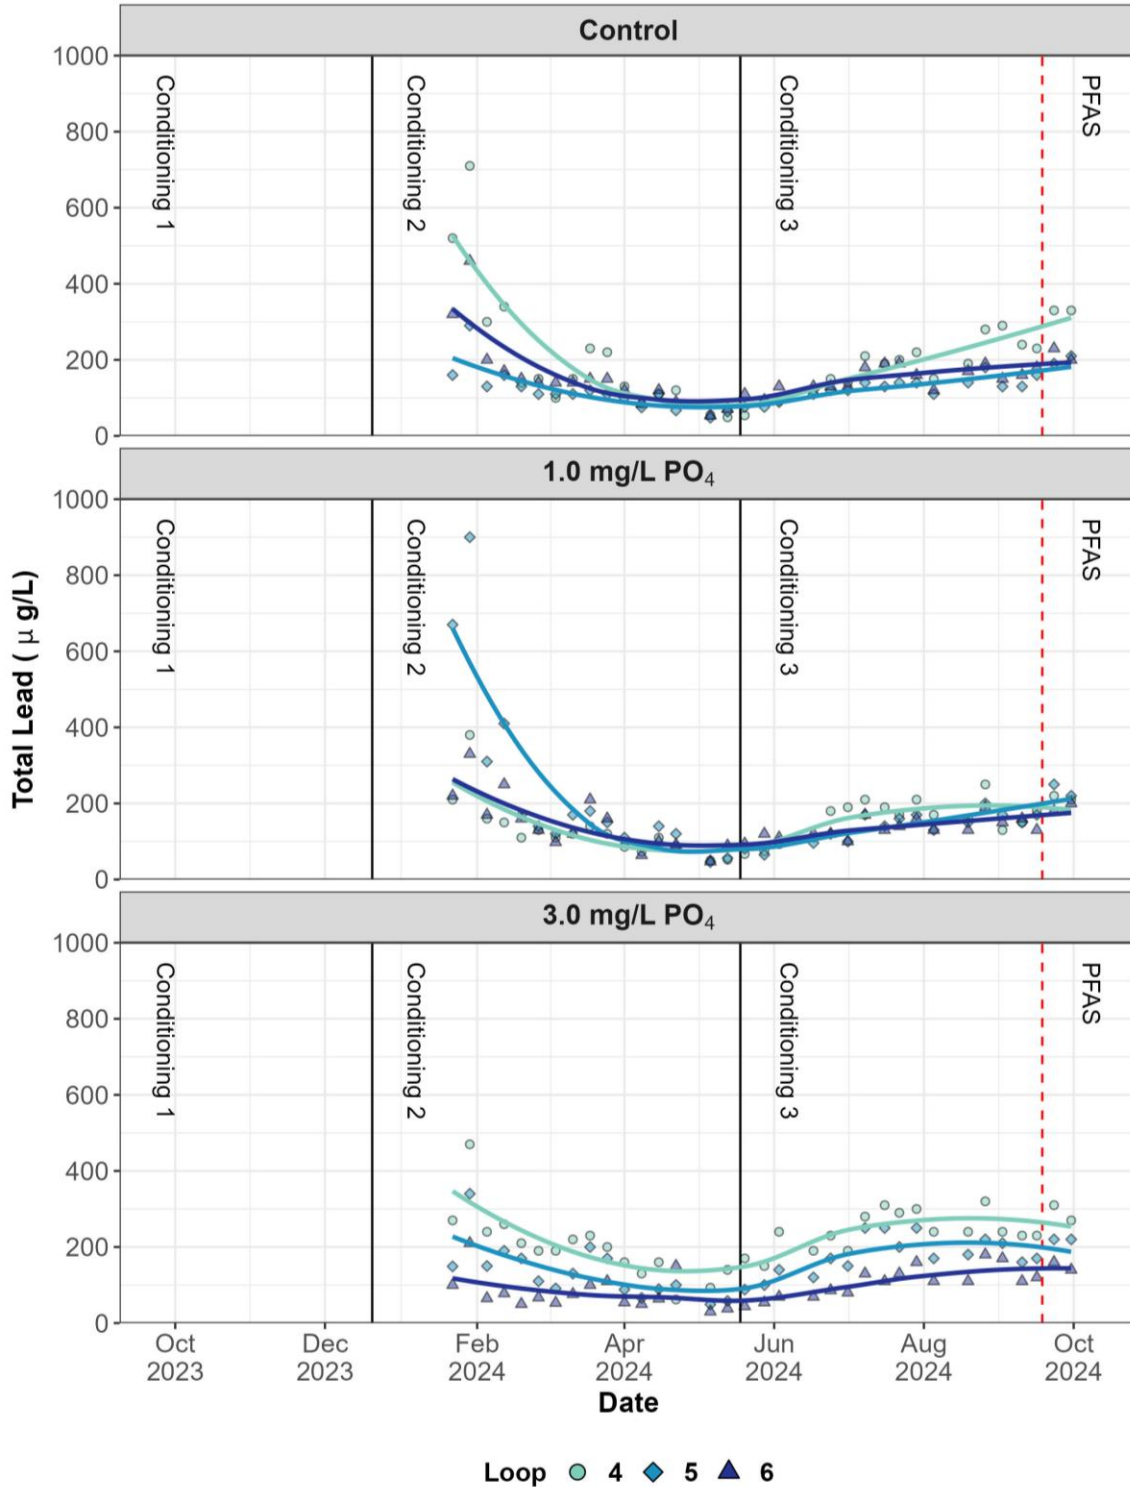 Control
1000
800
600
400
200
0
Conditioning 1
Conditioning 2
Conditioning 3
PFAS
1.0 mg/L PO₄
1000
800
600
400
200
0
Conditioning 1
Conditioning 2
Conditioning 3
PFAS
Total Lead ( μ g/L)
3.0 mg/L PO₄
1000
800
600
400
200
0
Conditioning 1
Conditioning 2
Conditioning 3
PFAS
Oct Dec Feb Apr Jun Aug Oct
2023 2023 2024 2024 2024 2024 2024
Date
Loop 4 5 6